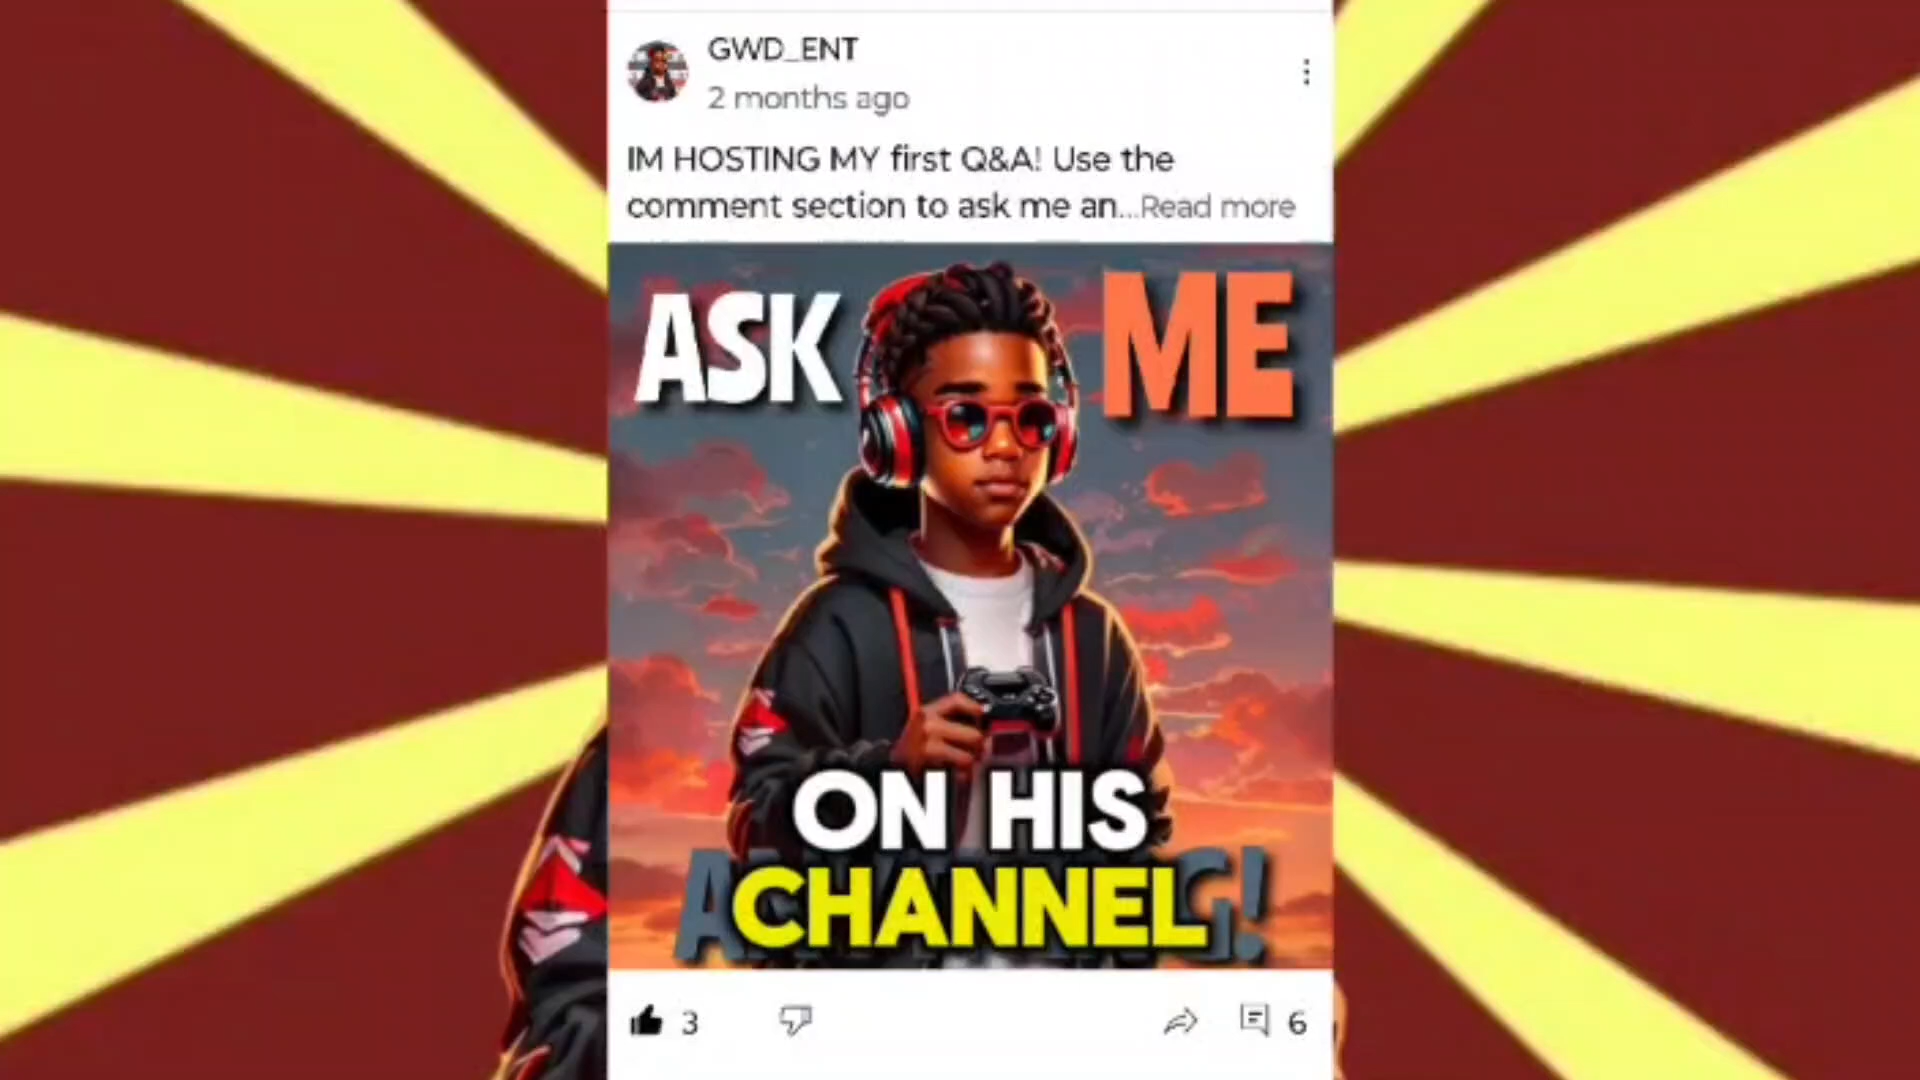 GWD_ENT
2 months ago
IM HOSTING MY first Q&A! Use the
comment section to ask me an...Read more
ASK ME
ON HIS
CHANNEL
3
6